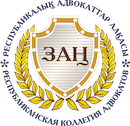 РЕСПУБЛИКАЛЫҚ АДВОКАТТАР АЛҚАСЫ
ЗАҢ
РЕСПУБЛИКАНСКАЯ КОЛЛЕГИЯ АДВОКАТОВ